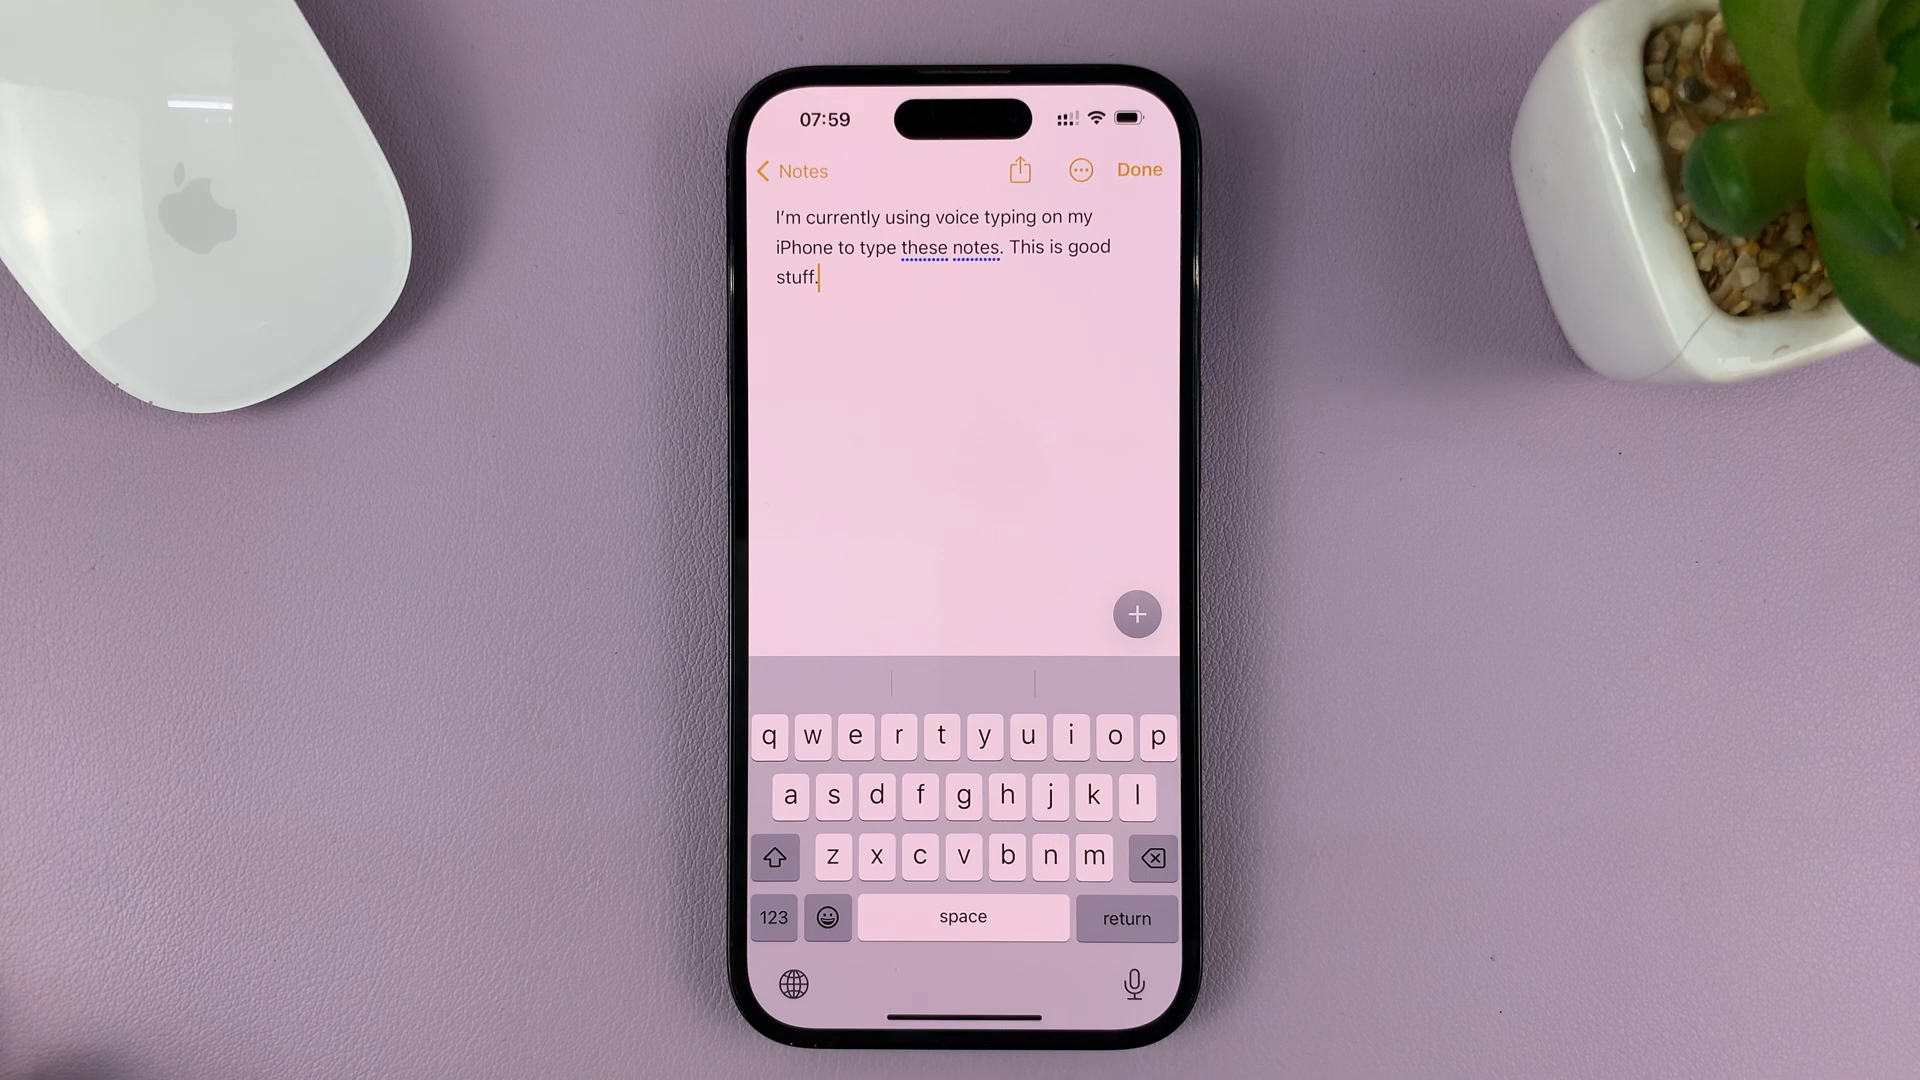 07:59
Notes
Done
I'm currently using voice typing on my
iPhone to type these notes. This is good
stuff.
q w e r t y u i o p
a s d f g h j k l
z x c v b n m
123
space
return